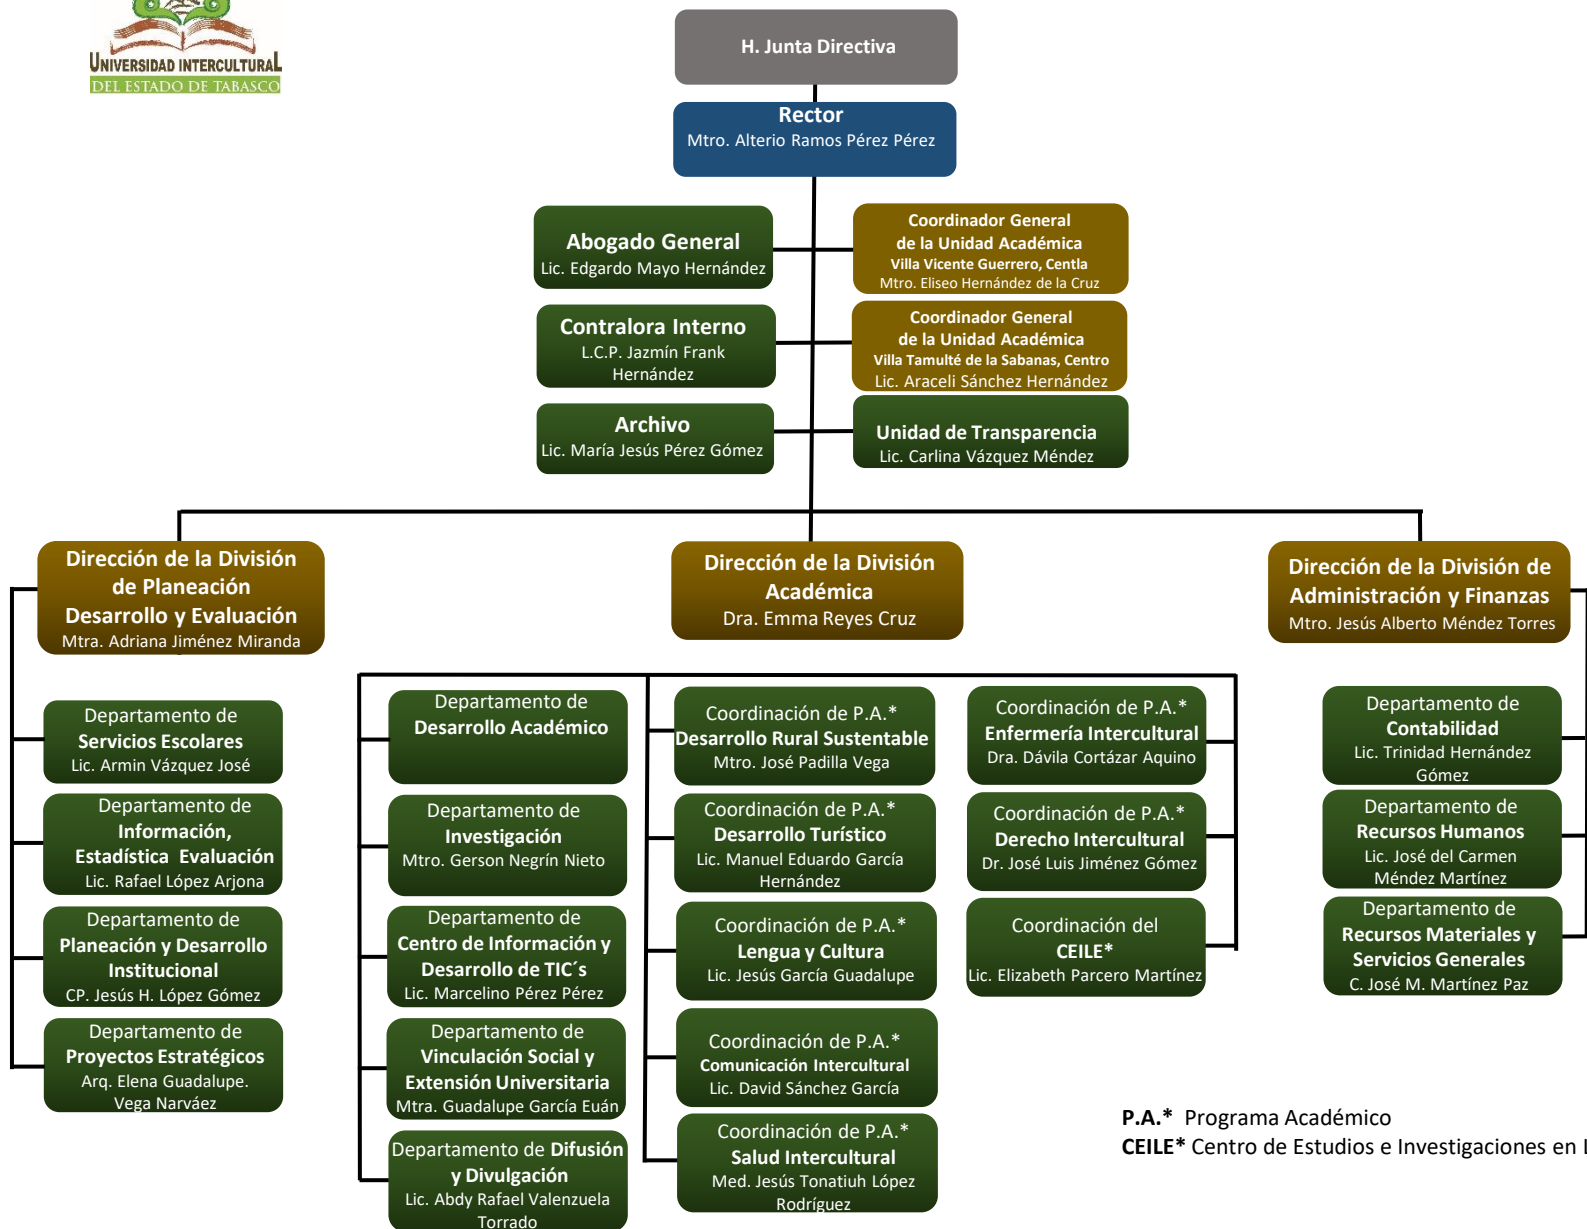 UNIVERSIDAD INTERCULTURAL
DEL ESTADO DE TABASCO
H. Junta Directiva
Rector
Mtro. Alterio Ramos Pérez Pérez
Abogado General
Lic. Edgardo Mayo Hernández
Coordinador General
de la Unidad Académica
Villa Vicente Guerrero, Centla
Mtro. Eliseo Hernández de la Cruz
Contralora Interno
L.C.P. Jazmín Frank
Hernández
Coordinador General
de la Unidad Académica
Villa Tamulté de la Sabanas, Centro
Lic. Araceli Sánchez Hernández
Archivo
Lic. María Jesús Pérez Gómez
Unidad de Transparencia
Lic. Carlina Vázquez Méndez
Dirección de la División
de Planeación
Desarrollo y Evaluación
Mtra. Adriana Jiménez Miranda
Dirección de la División
Académica
Dra. Emma Reyes Cruz
Dirección de la División de
Administración y Finanzas
Mtro. Jesús Alberto Méndez Torres
Departamento de
Servicios Escolares
Lic. Armin Vázquez José
Departamento de
Información,
Estadística Evaluación
Lic. Rafael López Arjona
Departamento de
Planeación y Desarrollo
Institucional
CP. Jesús H. López Gómez
Departamento de
Proyectos Estratégicos
Arq. Elena Guadalupe.
Vega Narváez
Departamento de
Desarrollo Académico
Departamento de
Investigación
Mtro. Gerson Negrín Nieto
Departamento de
Centro de Información y
Desarrollo de TIC´s
Lic. Marcelino Pérez Pérez
Departamento de
Vinculación Social y
Extensión Universitaria
Mtra. Guadalupe García Euán
Departamento de Difusión
y Divulgación
Lic. Abdy Rafael Valenzuela
Torrado
Coordinación de P.A.*
Desarrollo Rural Sustentable
Mtro. José Padilla Vega
Coordinación de P.A.*
Desarrollo Turístico
Lic. Manuel Eduardo García
Hernández
Coordinación de P.A.*
Lengua y Cultura
Lic. Jesús García Guadalupe
Coordinación de P.A.*
Comunicación Intercultural
Lic. David Sánchez García
Coordinación de P.A.*
Salud Intercultural
Med. Jesús Tonatiuh López
Rodríguez
Coordinación de P.A.*
Enfermería Intercultural
Dra. Dávila Cortázar Aquino
Coordinación de P.A.*
Derecho Intercultural
Dr. José Luis Jiménez Gómez
Coordinación del
CEILE*
Lic. Elizabeth Parcero Martínez
Departamento de
Contabilidad
Lic. Trinidad Hernández
Gómez
Departamento de
Recursos Humanos
Lic. José del Carmen
Méndez Martínez
Departamento de
Recursos Materiales y
Servicios Generales
C. José M. Martínez Paz
P.A.* Programa Académico
CEILE* Centro de Estudios e Investigaciones en